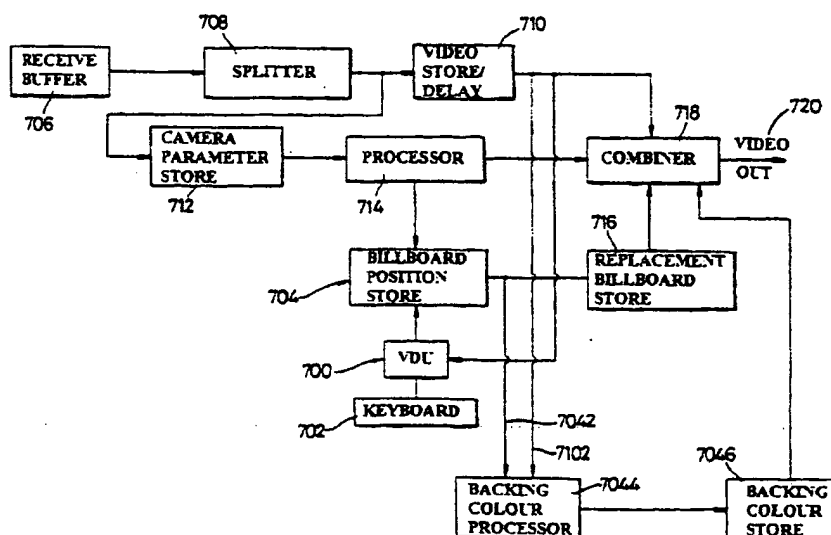 708
710
RECEIVE
BUFFER
706
SPLITTER
VIDEO
STORE/
DELAY
718
720
CAMERA
PARAMETER
STORE
712
PROCESSOR
714
COMBINER
VIDEO
OUT
716
704
BILLBOARD
POSITION
STORE
REPLACEMENT
BILLBOARD
STORE
700
VDU
702
KEYBOARD
7042
7102
7044
7046
BACKING
COLOUR
PROCESSOR
BACKING
COLOUR
STORE